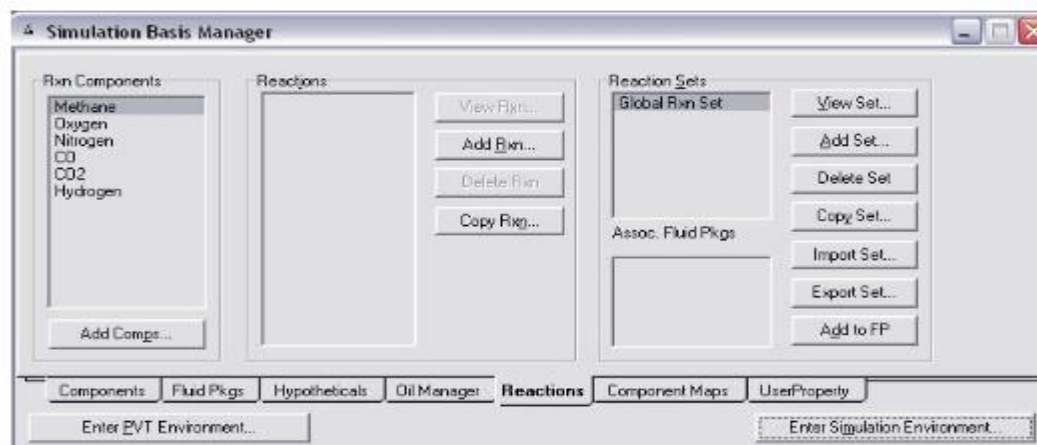 Simulation Basis Manager
Rxn Components
Methane
Oxygen
Nitrogen
CO
CO2
Hydrogen
Add Comps...
Reactions
View Rxn...
Add Rxn...
Delete Rxn
Copy Rxn...
Reaction Sets
Global Rxn Set
Assoc. Fluid Pkgs
View Set...
Add Set...
Delete Set
Copy Set...
Import Set...
Export Set...
Add to FP
Components
Fluid Pkgs
Hypotheticals
Oil Manager
Reactions
Component Maps
UserProperty
Enter PVT Environment...
Enter Simulation Environment...